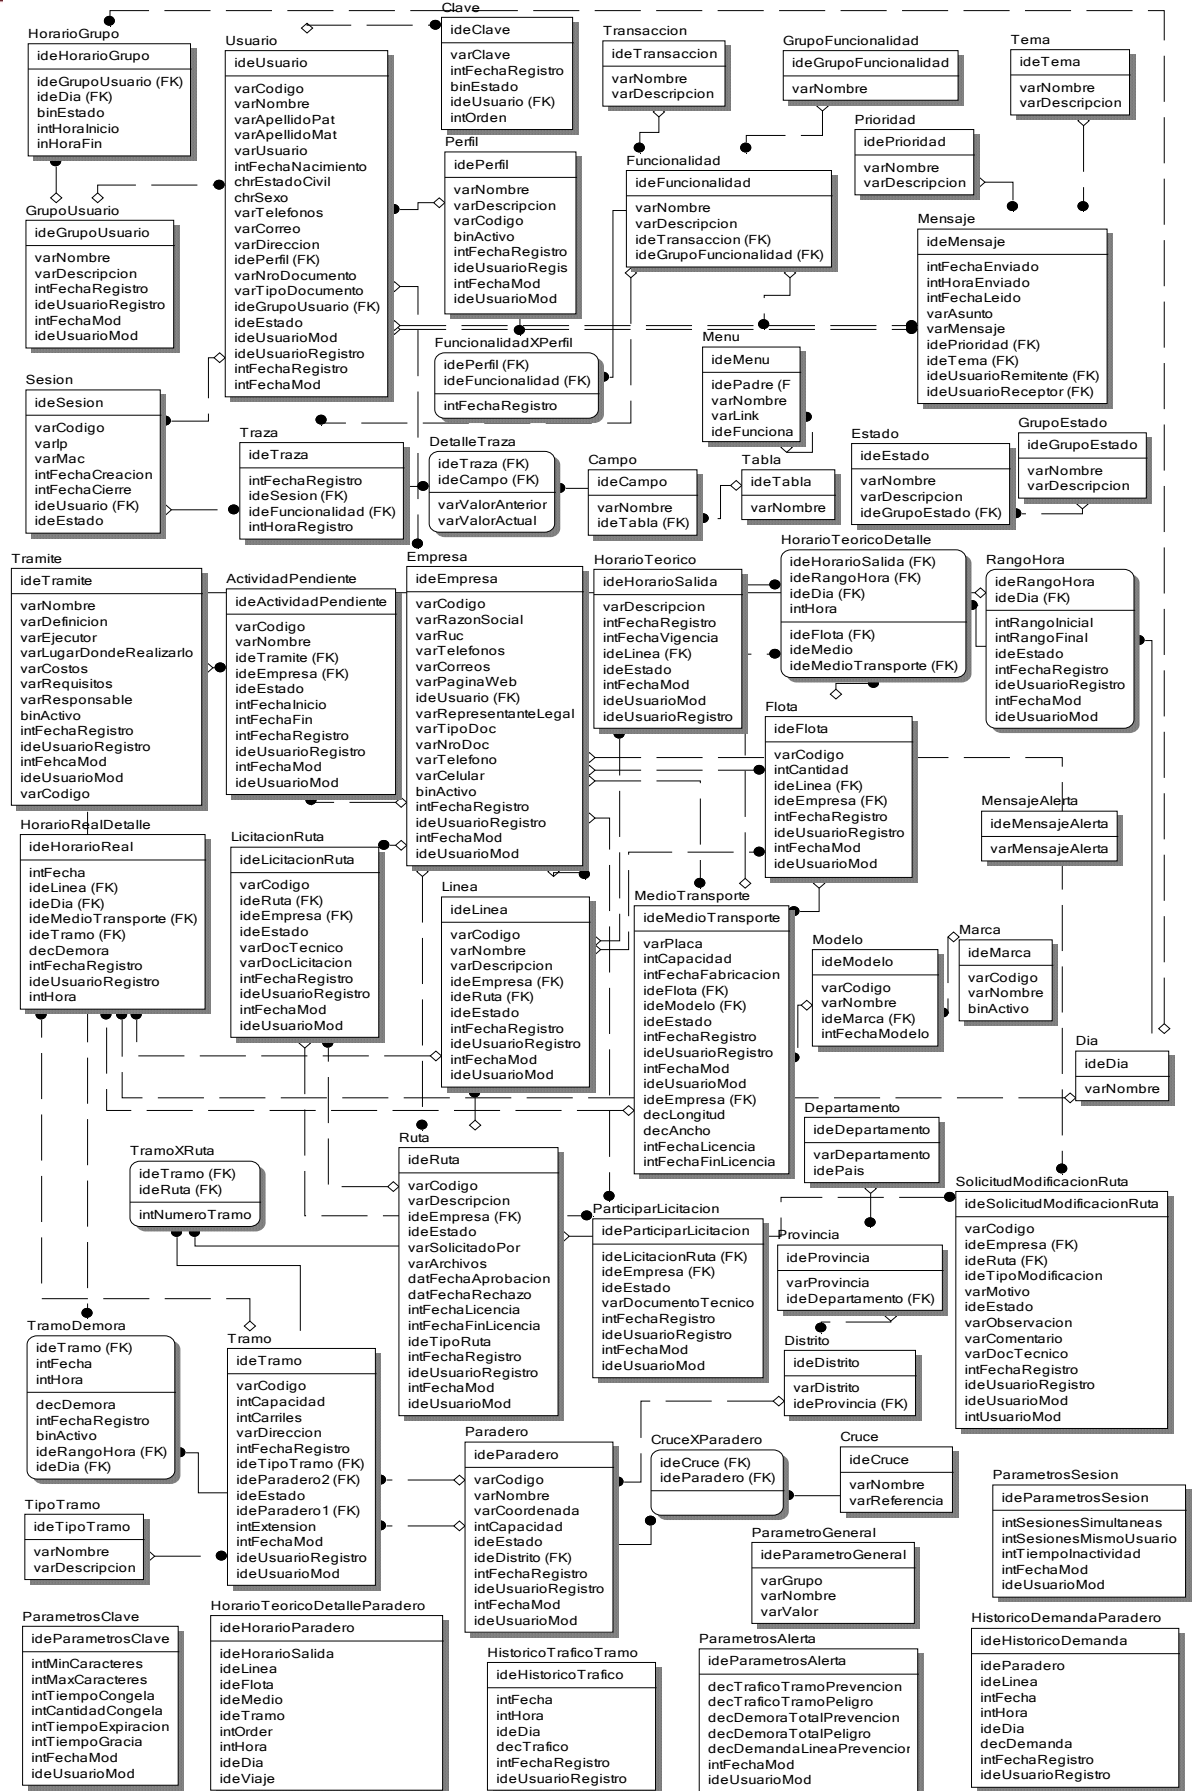 HorarioGrupo
ideHorarioGrupo
ideGrupoUsuario (FK)
ideDia (FK)
binEstado
intHoraInicio
inHoraFin
Usuario
ideUsuario
varCodigo
varNombre
varApellidoPat
varApellidoMat
varUsuario
intFechaNacimiento
chrEstadoCivil
chrSexo
varTelefonos
varCorreo
varDireccion
idePerfil (FK)
varNroDocumento
varTipoDocumento
ideGrupoUsuario (FK)
ideEstado
ideUsuarioMod
ideUsuarioRegistro
intFechaRegistro
intFechaMod
Clave
ideClave
varClave
intFechaRegistro
binEstado
ideUsuario (FK)
intOrden
Transaccion
ideTransaccion
varNombre
varDescripcion
GrupoFuncionalidad
ideGrupoFuncionalidad
varNombre
Tema
ideTema
varNombre
varDescripcion
Prioridad
idePrioridad
varNombre
varDescripcion
Perfil
idePerfil
varNombre
varDescripcion
varCodigo
binActivo
intFechaRegistro
ideUsuarioRegis
intFechaMod
ideUsuarioMod
Funcionalidad
ideFuncionalidad
varNombre
varDescripcion
ideTransaccion (FK)
ideGrupoFuncionalidad (FK)
GrupoUsuario
ideGrupoUsuario
varNombre
varDescripcion
intFechaRegistro
ideUsuarioRegistro
intFechaMod
ideUsuarioMod
Mensaje
ideMensaje
intFechaEnviado
intHoraEnviado
intFechaLeido
varAsunto
varMensaje
idePrioridad (FK)
ideTema (FK)
ideUsuarioRemitente (FK)
ideUsuarioReceptor (FK)
FuncionalidadXPerfil
idePerfil (FK)
ideFuncionalidad (FK)
intFechaRegistro
Menu
ideMenu
idePadre (F
varNombre
varLink
ideFunciona
Sesion
ideSesion
varCodigo
varIp
varMac
intFechaCreacion
intFechaCierre
ideUsuario (FK)
ideEstado
Traza
ideTraza
intFechaRegistro
ideSesion (FK)
ideFuncionalidad (FK)
intHoraRegistro
DetalleTraza
ideTraza (FK)
ideCampo (FK)
varValorAnterior
varValorActual
Campo
ideCampo
varNombre
ideTabla (FK)
Tabla
ideTabla
varNombre
Estado
ideEstado
varNombre
varDescripcion
ideGrupoEstado (FK)
GrupoEstado
ideGrupoEstado
varNombre
varDescripcion
Tramite
ideTramite
varNombre
varDefinicion
varEjecutor
varLugarDondeRealizarlo
varCostos
varRequisitos
varResponsable
binActivo
intFechaRegistro
ideUsuarioRegistro
intFehcaMod
ideUsuarioMod
varCodigo
ActividadPendiente
ideActividadPendiente
varCodigo
varNombre
ideTramite (FK)
ideEmpresa (FK)
ideEstado
intFechaInicio
intFechaFin
intFechaRegistro
ideUsuarioRegistro
intFechaMod
ideUsuarioMod
Empresa
ideEmpresa
varCodigo
varRazonSocial
varRuc
varTelefonos
varCorreos
varPaginaWeb
ideUsuario (FK)
varRepresentanteLegal
varTipoDoc
varNroDoc
varTelefono
varCelular
binActivo
intFechaRegistro
ideUsuarioRegistro
intFechaMod
ideUsuarioMod
HorarioTeorico
ideHorarioSalida
varDescripcion
intFechaRegistro
intFechaVigencia
ideLinea (FK)
ideEstado
intFechaMod
ideUsuarioMod
ideUsuarioRegistro
HorarioTeoricoDetalle
ideHorarioSalida (FK)
ideRangoHora (FK)
ideDia (FK)
intHora
ideFlota (FK)
ideMedio
ideMedioTransporte (FK)
RangoHora
ideRangoHora
ideDia (FK)
intRangoInicial
intRangoFinal
ideEstado
intFechaRegistro
ideUsuarioRegistro
intFechaMod
ideUsuarioMod
Flota
ideFlota
varCodigo
intCantidad
ideLinea (FK)
ideEmpresa (FK)
intFechaRegistro
ideUsuarioRegistro
intFechaMod
ideUsuarioMod
MensajeAlerta
ideMensajeAlerta
varMensajeAlerta
HorarioRealDetalle
ideHorarioReal
intFecha
ideLinea (FK)
ideDia (FK)
ideMedioTransporte (FK)
ideTramo (FK)
decDemora
intFechaRegistro
ideUsuarioRegistro
intHora
LicitacionRuta
ideLicitacionRuta
varCodigo
ideRuta (FK)
ideEmpresa (FK)
ideEstado
varDocTecnico
varDocLicitacion
intFechaRegistro
ideUsuarioRegistro
intFechaMod
ideUsuarioMod
Linea
ideLinea
varCodigo
varNombre
varDescripcion
ideEmpresa (FK)
ideRuta (FK)
ideEstado
intFechaRegistro
ideUsuarioRegistro
intFechaMod
ideUsuarioMod
MedioTransporte
ideMedioTransporte
varPlaca
intCapacidad
intFechaFabricacion
ideFlota (FK)
ideModelo (FK)
ideEstado
intFechaRegistro
ideUsuarioRegistro
intFechaMod
ideUsuarioMod
ideEmpresa (FK)
decLongitud
decAncho
intFechaLicencia
intFechaFinLicencia
Modelo
ideModelo
varCodigo
varNombre
ideMarca (FK)
intFechaModelo
Marca
ideMarca
varCodigo
varNombre
binActivo
Dia
ideDia
varNombre
Departamento
ideDepartamento
varDepartamento
idePais
TramoXRuta
ideTramo (FK)
ideRuta (FK)
intNumeroTramo
Ruta
ideRuta
varCodigo
varDescripcion
ideEmpresa (FK)
ideEstado
varSolicitadoPor
varArchivos
datFechaAprobacion
datFechaRechazo
intFechaLicencia
intFechaFinLicencia
ideTipoRuta
intFechaRegistro
ideUsuarioRegistro
intFechaMod
ideUsuarioMod
ParticiparLicitacion
ideParticiparLicitacion
ideLicitacionRuta (FK)
ideEmpresa (FK)
ideEstado
varDocumentoTecnico
intFechaRegistro
ideUsuarioRegistro
intFechaMod
ideUsuarioMod
Provincia
ideProvincia
varProvincia
ideDepartamento (FK)
SolicitudModificacionRuta
ideSolicitudModificacionRuta
varCodigo
ideEmpresa (FK)
ideRuta (FK)
ideTipoModificacion
varMotivo
ideEstado
varObservacion
varComentario
varDocTecnico
intFechaRegistro
ideUsuarioRegistro
ideUsuarioMod
intUsuarioMod
TramoDemora
ideTramo (FK)
intFecha
intHora
decDemora
intFechaRegistro
binActivo
ideRangoHora (FK)
ideDia (FK)
Tramo
ideTramo
varCodigo
intCapacidad
intCarriles
varDireccion
intFechaRegistro
ideTipoTramo (FK)
ideParadero2 (FK)
ideEstado
ideParadero1 (FK)
intExtension
intFechaMod
ideUsuarioRegistro
ideUsuarioMod
Distrito
ideDistrito
varDistrito
ideProvincia (FK)
Paradero
ideParadero
varCodigo
varNombre
varCoordenada
intCapacidad
ideEstado
ideDistrito (FK)
intFechaRegistro
ideUsuarioRegistro
intFechaMod
ideUsuarioMod
CruceXParadero
ideCruce (FK)
ideParadero (FK)
Cruce
ideCruce
varNombre
varReferencia
ParametrosSesion
ideParametrosSesion
intSesionesSimultaneas
intSesionesMismoUsuario
intTiempoInactividad
intFechaMod
ideUsuarioMod
TipoTramo
ideTipoTramo
varNombre
varDescripcion
ParametroGeneral
ideParametroGeneral
varGrupo
varNombre
varValor
ParametrosClave
ideParametrosClave
intMinCaracteres
intMaxCaracteres
intTiempoCongela
intCantidadCongela
intTiempoExpiracion
intTiempoGracia
intFechaMod
ideUsuarioMod
HorarioTeoricoDetalleParadero
ideHorarioParadero
ideHorarioSalida
ideLinea
ideFlota
ideMedio
ideTramo
intOrder
intHora
ideDia
ideViaje
HistoricoTraficoTramo
ideHistoricoTrafico
intFecha
intHora
ideDia
decTrafico
intFechaRegistro
ideUsuarioRegistro
ParametrosAlerta
ideParametrosAlerta
decTraficoTramoPrevencion
decTraficoTramoPeligro
decDemoraTotalPrevencion
decDemoraTotalPeligro
decDemandaLineaPrevencior
intFechaMod
ideUsuarioMod
HistoricoDemandaParadero
ideHistoricoDemanda
ideParadero
ideLinea
intFecha
intHora
ideDia
decDemanda
intFechaRegistro
ideUsuarioRegistro